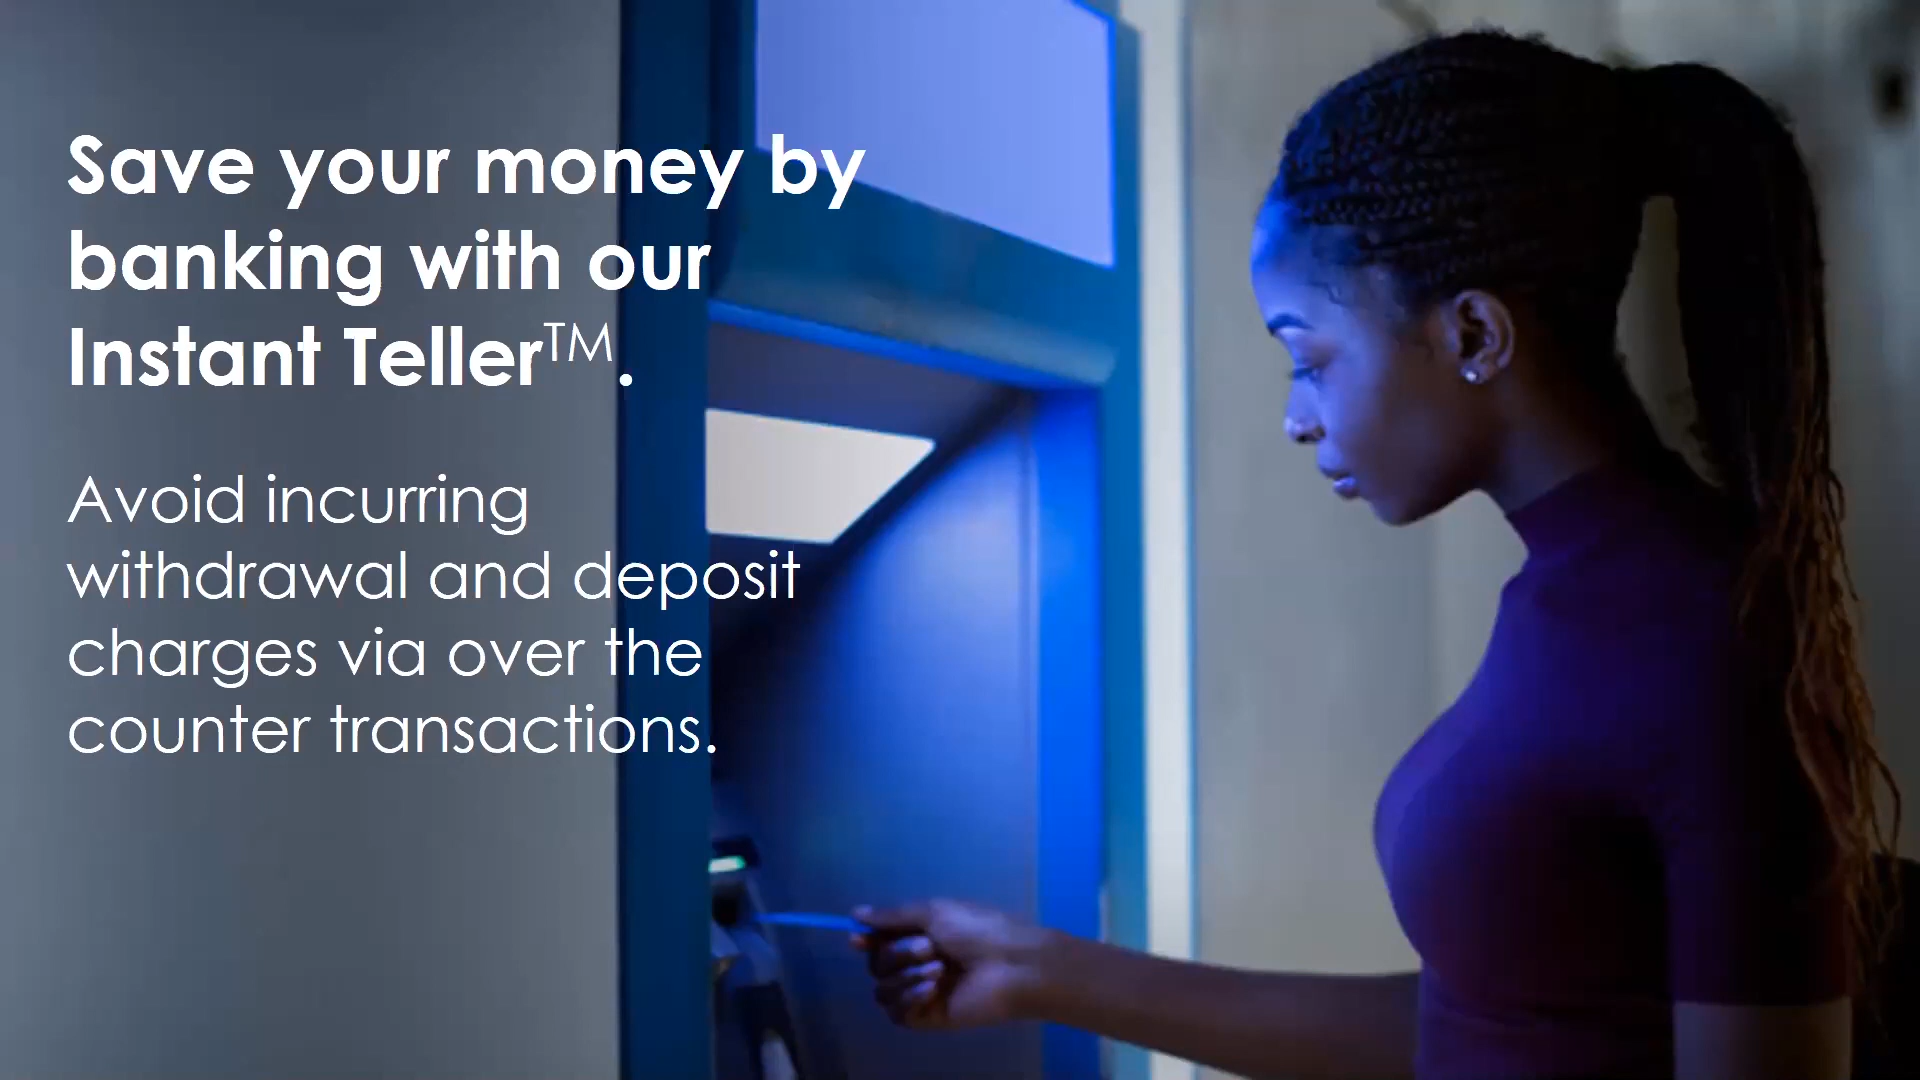 Save your money by
banking with our
Instant Teller™.
Avoid incurring
withdrawal and deposit
charges via over the
counter transactions.